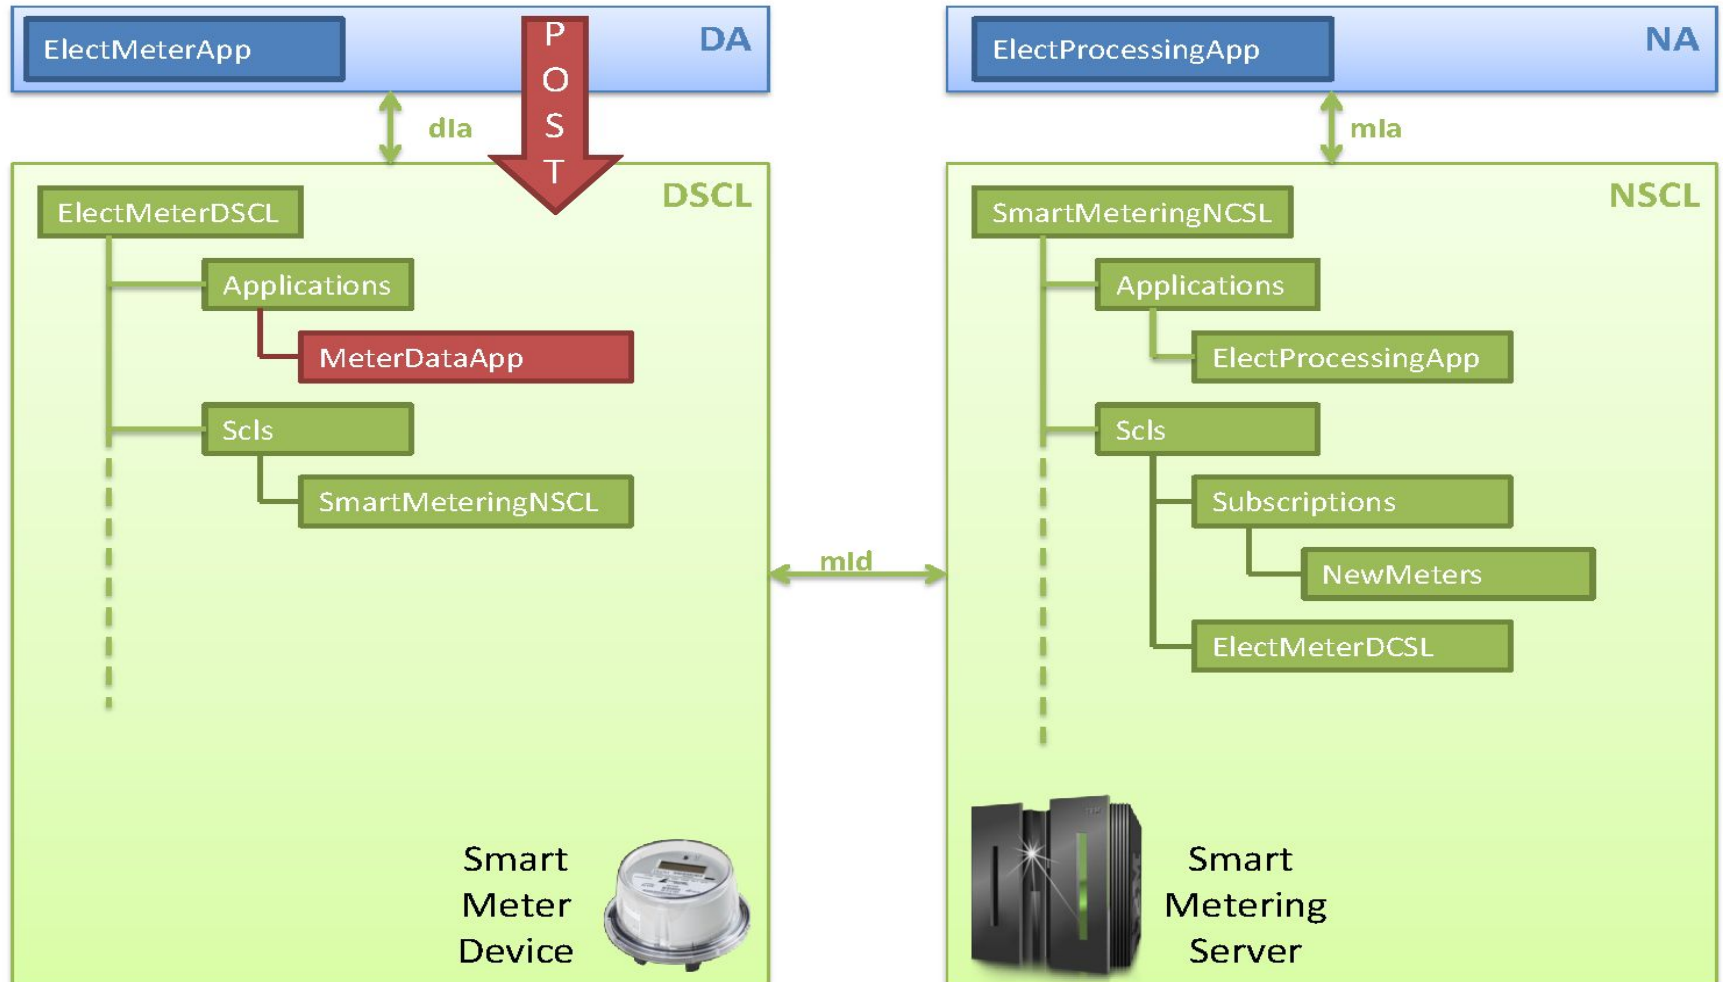 ElectMeterApp
DA
POST
dIa
ElectMeterDSCL
DSCL
Applications
MeterDataApp
Scls
SmartMeteringNSCL
Smart
Meter
Device
mId
ElectProcessingApp
NA
mIa
SmartMeteringNCSL
NSCL
Applications
ElectProcessingApp
Scls
Subscriptions
NewMeters
ElectMeterDCSL
Smart
Metering
Server